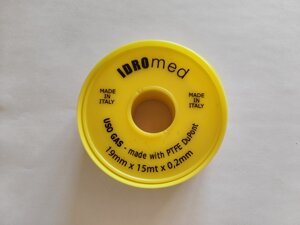 IDROmed
MADE IN ITALY
MADE IN ITALY
USO GAS - made with PTFE DuPont
19mm x 15mt x 0,2mm